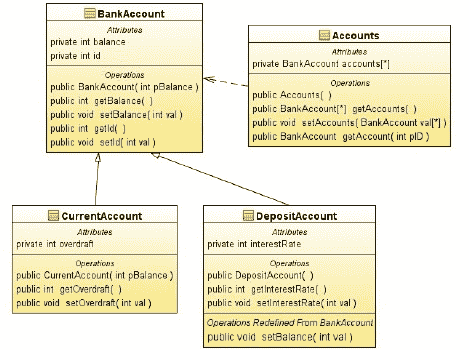 BankAccount
Attributes
private int balance
private int id
Operations
public BankAccount( int pBalance )
public int  getBalance(  )
public void  setBalance( int val )
public int  getId(  )
public void  setId( int val )
Accounts
Attributes
private BankAccount accounts[*]
Operations
public Accounts(  )
public BankAccount[*]  getAccounts(  )
public void  setAccounts( BankAccount val[*] )
public BankAccount  getAccount( int pID )
CurrentAccount
Attributes
private int overdraft
Operations
public CurrentAccount( int pBalance )
public int  getOverdraft(  )
public void  setOverdraft( int val )
DepositAccount
Attributes
private int interestRate
Operations
public DepositAccount(  )
public int  getInterestRate(  )
public void  setInterestRate( int val )
Operations Redefined From BankAccount
public void  setBalance( int val )